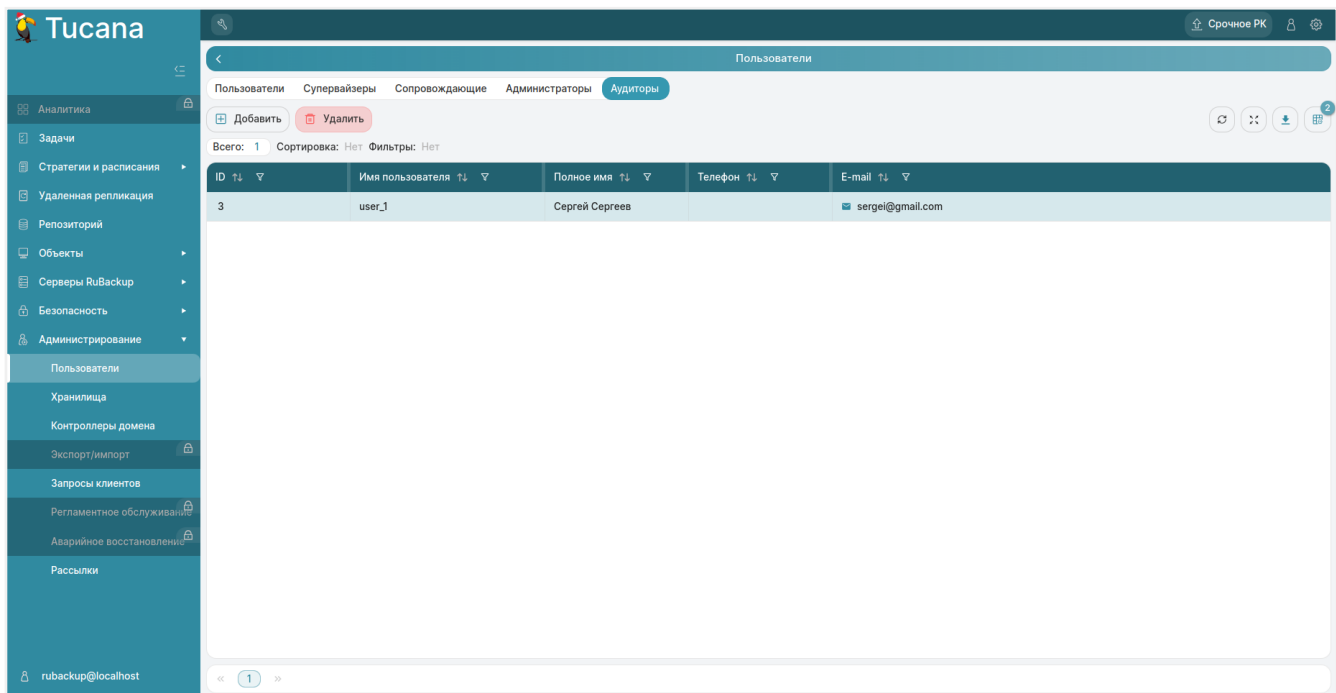 Tucana
Срочное РК
Пользователи
Пользователи Супервайзеры Сопровождающие Администраторы Аудиторы
Добавить Удалить
2
Всего: 1 Сортировка: Нет Фильтры: Нет
ID Имя пользователя Полное имя Телефон E-mail
3 user_1 Сергей Сергеев sergei@gmail.com
Аналитика
Задачи
Стратегии и расписания
Удаленная репликация
Репозиторий
Объекты
Серверы RuBackup
Безопасность
Администрирование
Пользователи
Хранилища
Контроллеры домена
Экспорт/импорт
Запросы клиентов
Регламентное обслуживание
Аварийное восстановление
Рассылки
rubackup@localhost
« 1 »